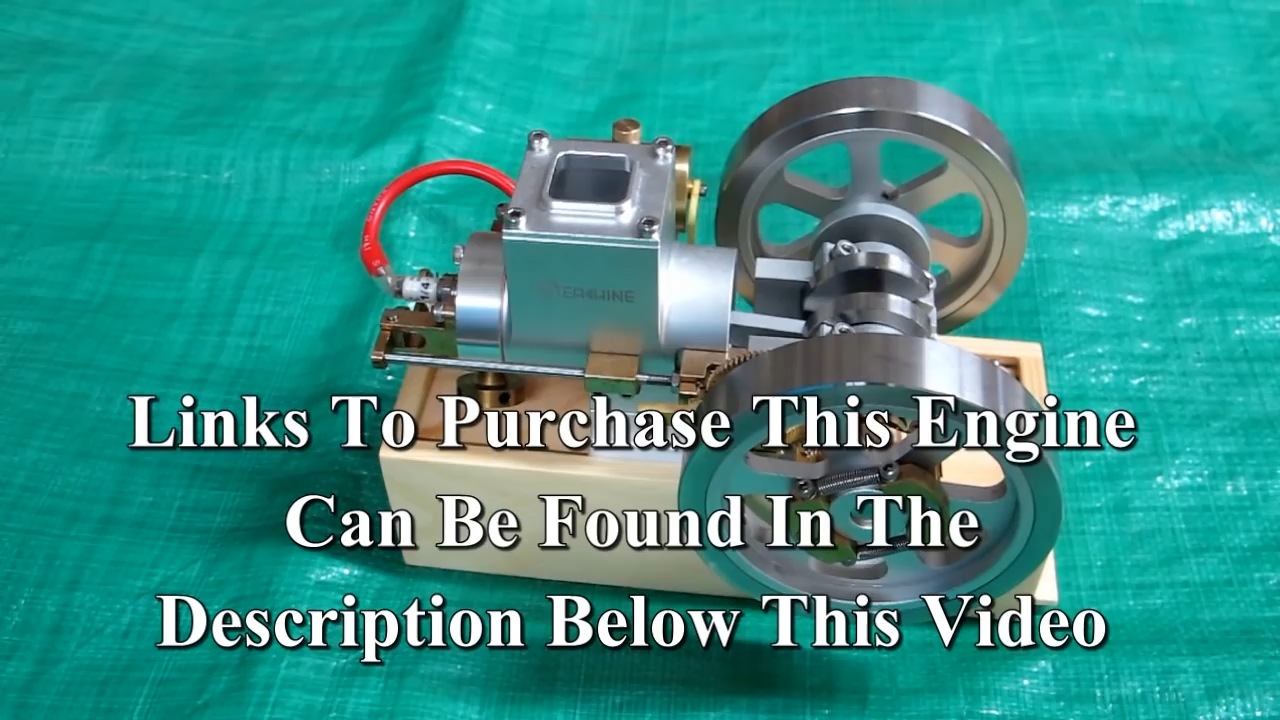 Links To Purchase This Engine
Can Be Found In The
Description Below This Video